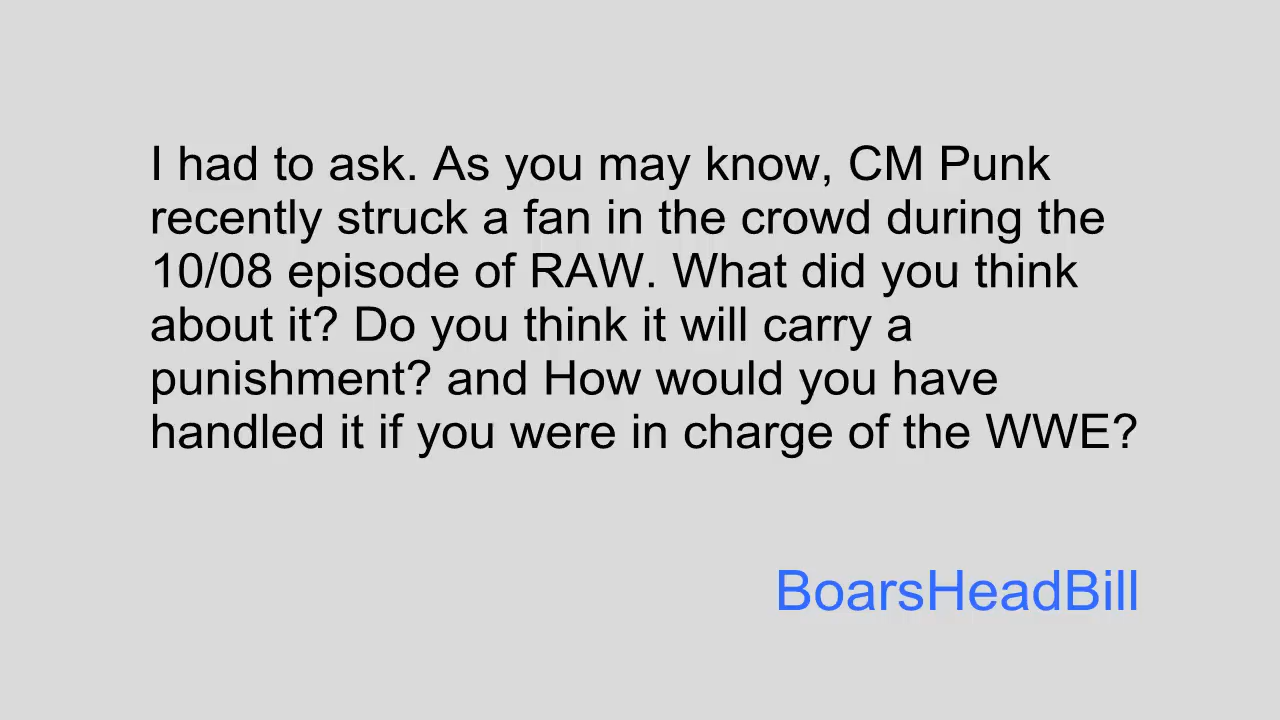 I had to ask. As you may know, CM Punk
recently struck a fan in the crowd during the
10/08 episode of RAW. What did you think
about it? Do you think it will carry a
punishment? and How would you have
handled it if you were in charge of the WWE?
BoarsHeadBill